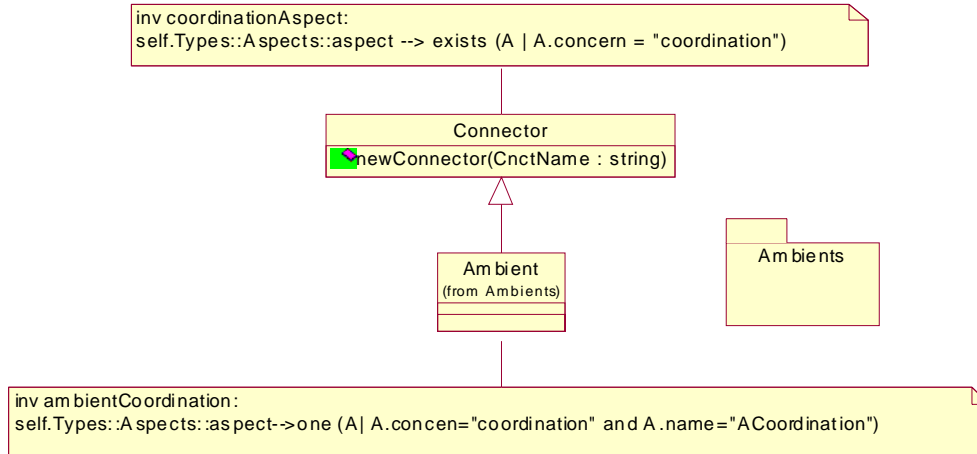 inv coordinationAspect:
self.Types::Aspects::aspect --> exists (A | A.concern = "coordination")
Connector
newConnector(CnctName : string)
Ambient
(from Ambients)
Ambients
inv ambientCoordination:
self.Types::Aspects::aspect-->one (A| A.concen="coordination" and A.name="ACoordination")